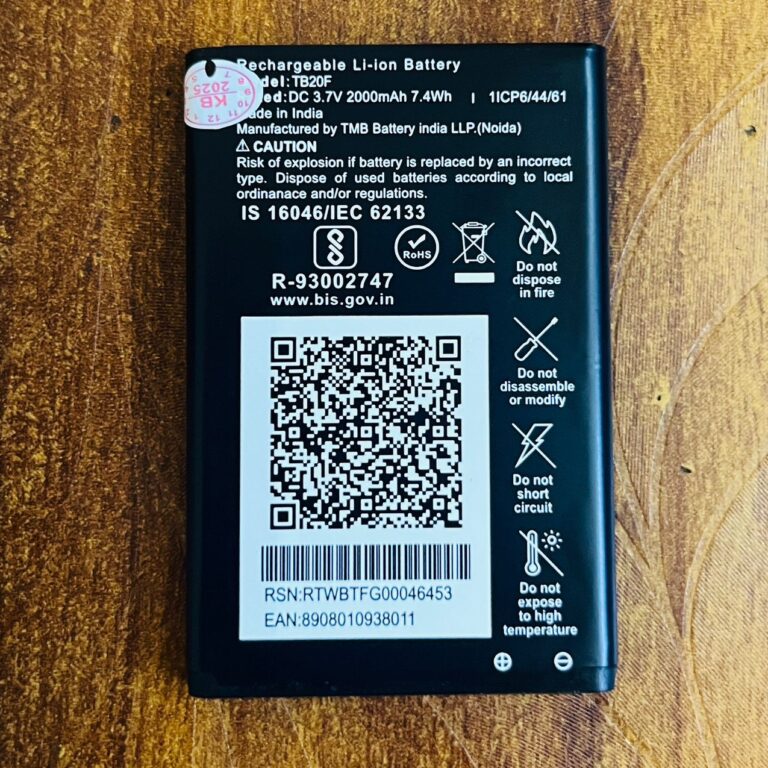 Rechargeable Li-ion Battery
del:TB20F
ed:DC 3.7V 2000mAh 7.4Wh | 1ICP6/44/61
ade in India
Manufactured by TMB Battery india LLP.(Noida)
CAUTION
Risk of explosion if battery is replaced by an incorrect
type. Dispose of used batteries according to local
ordinanace and/or regulations.
IS 16046/IEC 62133
RoHS
R-93002747
www.bis.gov.in
Do not
dispose
in fire
Do not
disassemble
or modify
Do not
short
circuit
Do not
expose
to high
temperature
RSN:RTWBTFG00046453
EAN:8908010938011
KB
2025